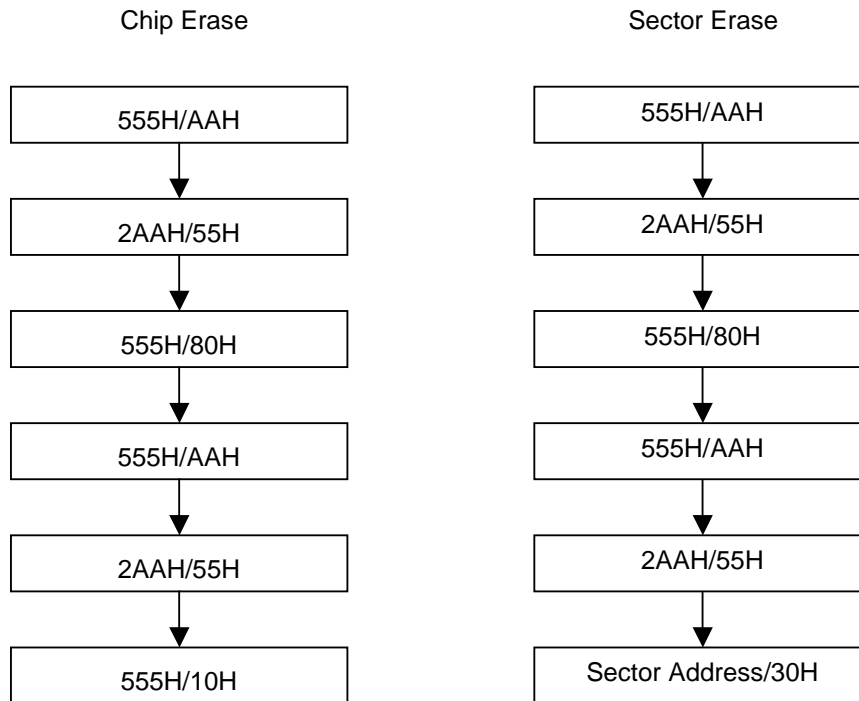 Chip Erase
555H/AAH
2AAH/55H
555H/80H
555H/AAH
2AAH/55H
555H/10H
Sector Erase
555H/AAH
2AAH/55H
555H/80H
555H/AAH
2AAH/55H
Sector Address/30H